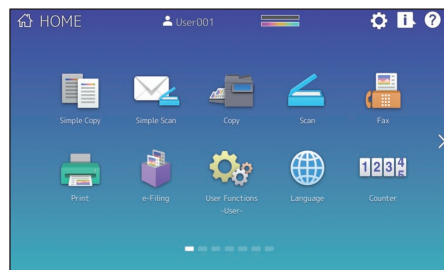 HOME
User001
i
?
Simple Copy
Simple Scan
Copy
Scan
Fax
Print
e-Filing
User Functions
-User-
Language
Counter